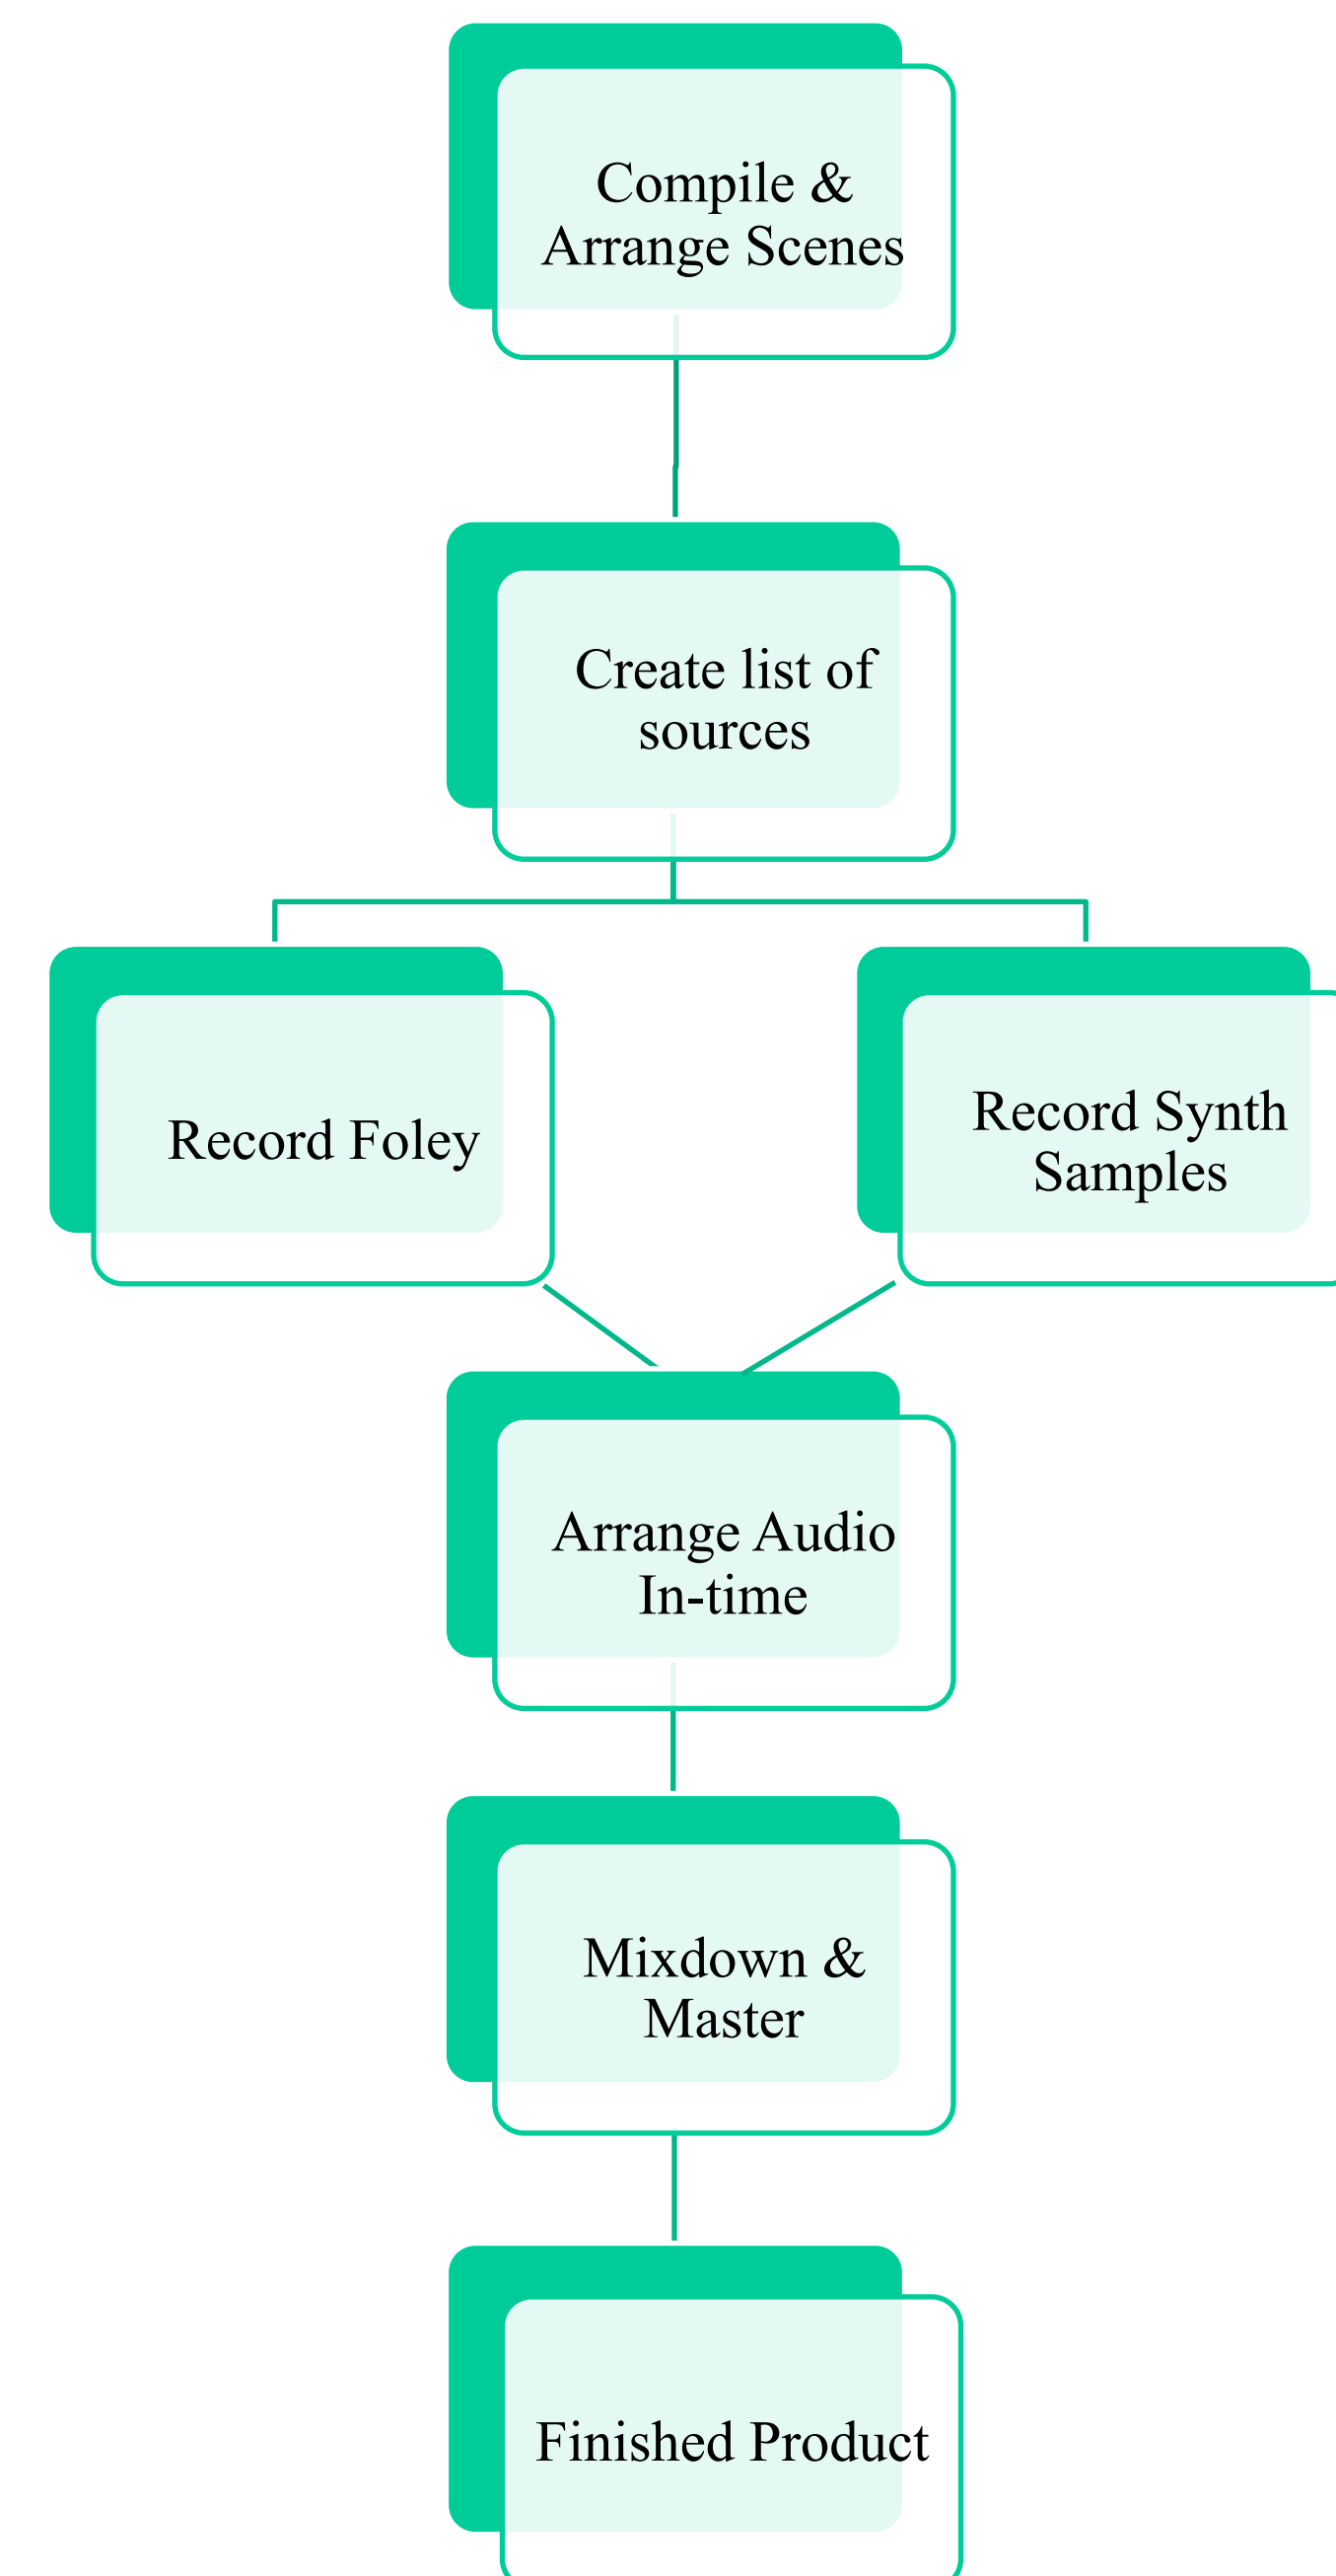 Compile &
Arrange Scenes
Create list of
sources
Record Foley
Record Synth
Samples
Arrange Audio
In-time
Mixdown &
Master
Finished Product